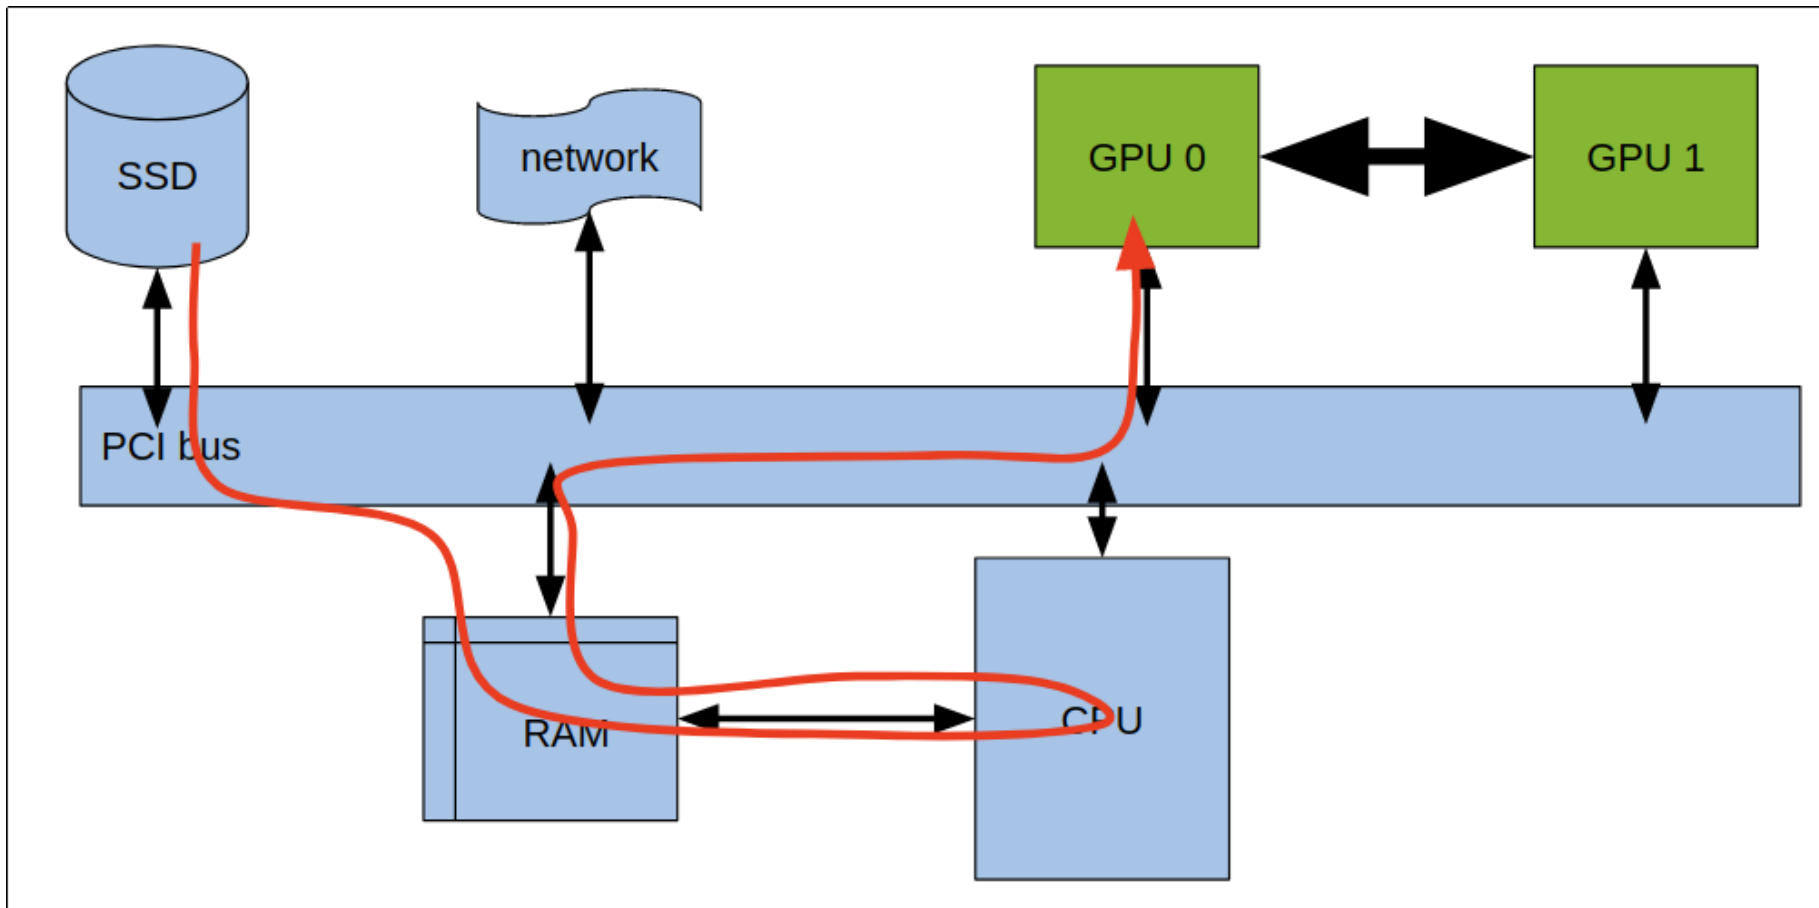 SSD
network
GPU 0
GPU 1
PCI bus
RAM
CPU